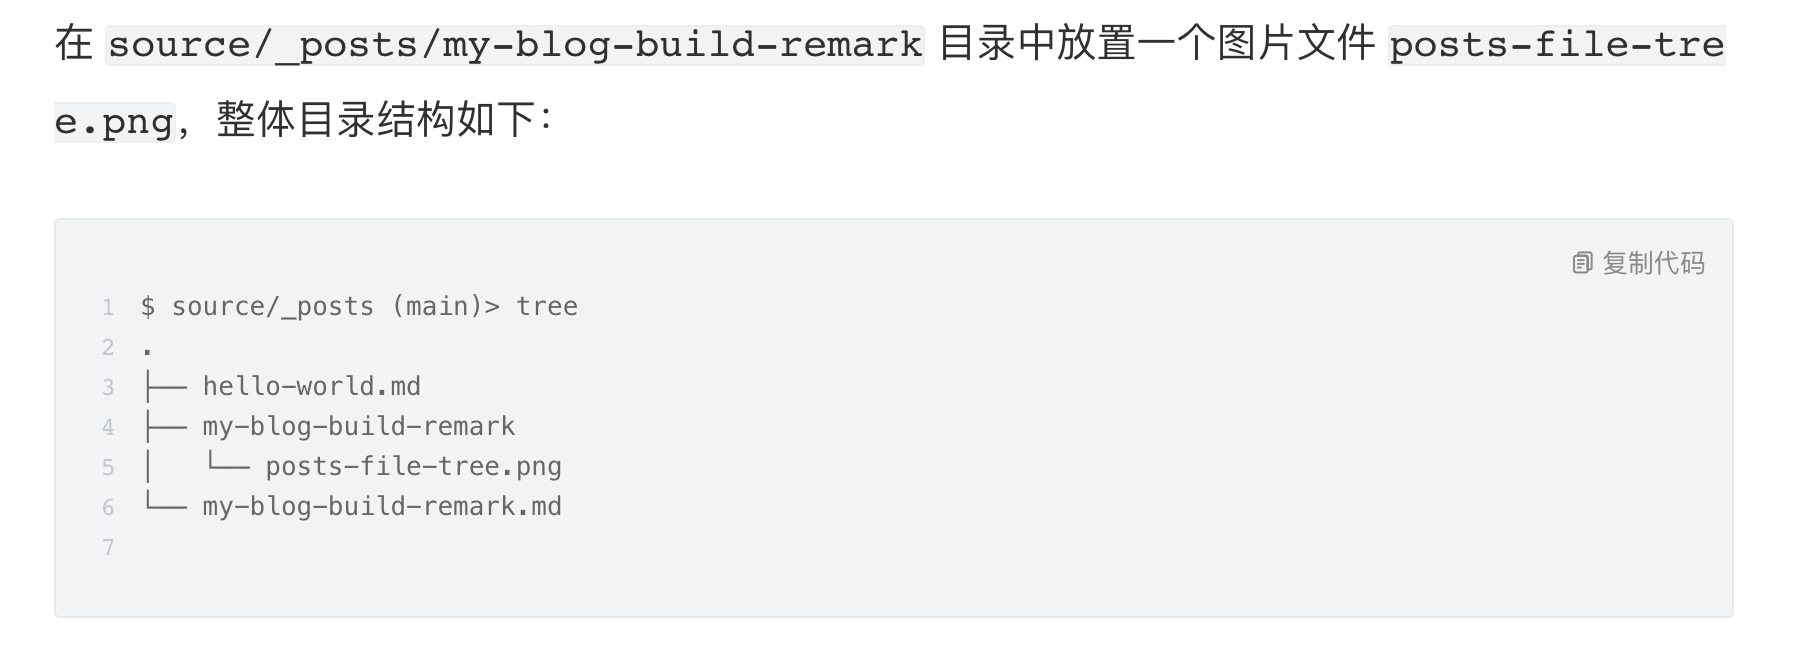 在 source/_posts/my-blog-build-remark 目录中放置一个图片文件 posts-file-tre
e.png，整体目录结构如下：
复制代码
1 $ source/_posts (main)> tree
2 .
3 ├── hello-world.md
4 ├── my-blog-build-remark
5 │   └── posts-file-tree.png
6 └── my-blog-build-remark.md
7